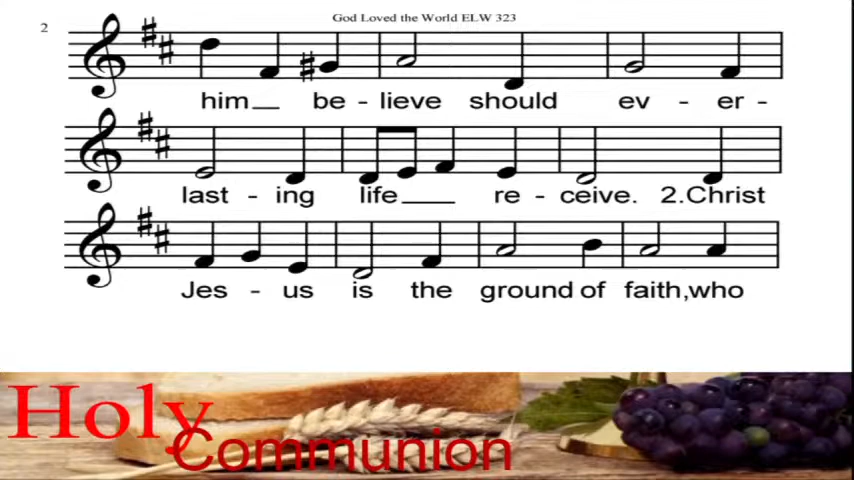 God Loved the World ELW 323
2
him__ be - lieve should ev - er -
last - ing life____ re - ceive. 2.Christ
Jes - us is the ground of faith,who
Holy
Communion